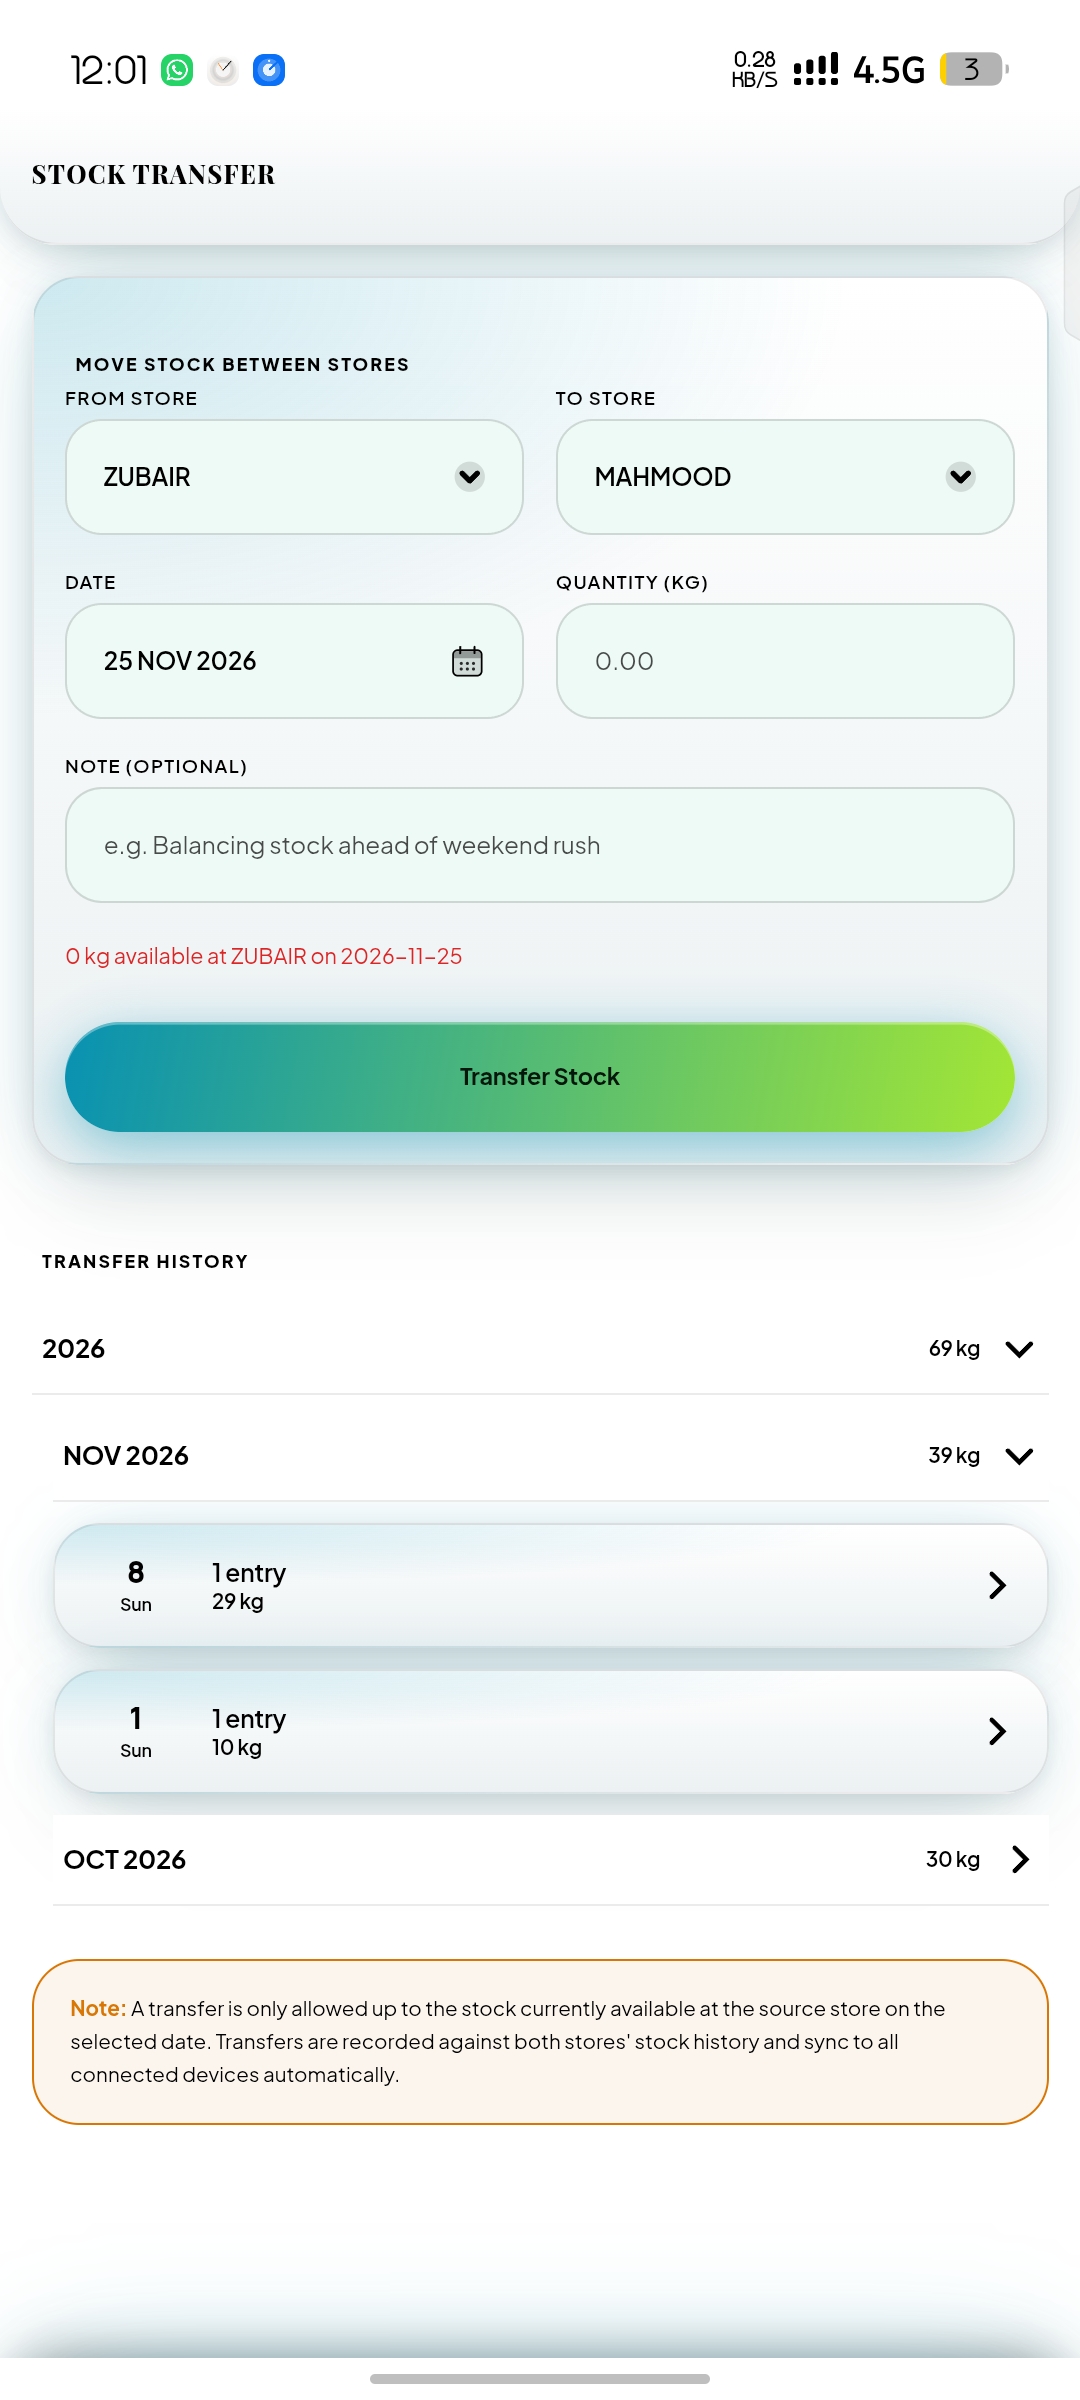 12:01
0.28 KB/S
4.5G
3
STOCK TRANSFER
MOVE STOCK BETWEEN STORES
FROM STORE
TO STORE
ZUBAIR
MAHMOOD
DATE
QUANTITY (KG)
25 NOV 2026
0.00
NOTE (OPTIONAL)
e.g. Balancing stock ahead of weekend rush
0 kg available at ZUBAIR on 2026-11-25
Transfer Stock
TRANSFER HISTORY
2026
69 kg
NOV 2026
39 kg
8
Sun
1 entry
29 kg
1
Sun
1 entry
10 kg
OCT 2026
30 kg
Note: A transfer is only allowed up to the stock currently available at the source store on the
selected date. Transfers are recorded against both stores' stock history and sync to all
connected devices automatically.